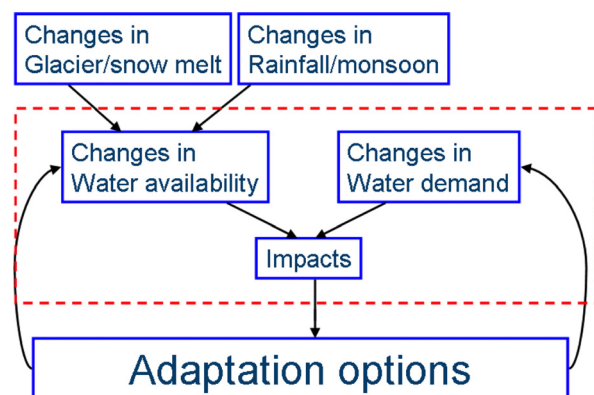 Changes in
Glacier/snow melt
Changes in
Rainfall/monsoon
Changes in
Water availability
Changes in
Water demand
Impacts
Adaptation options